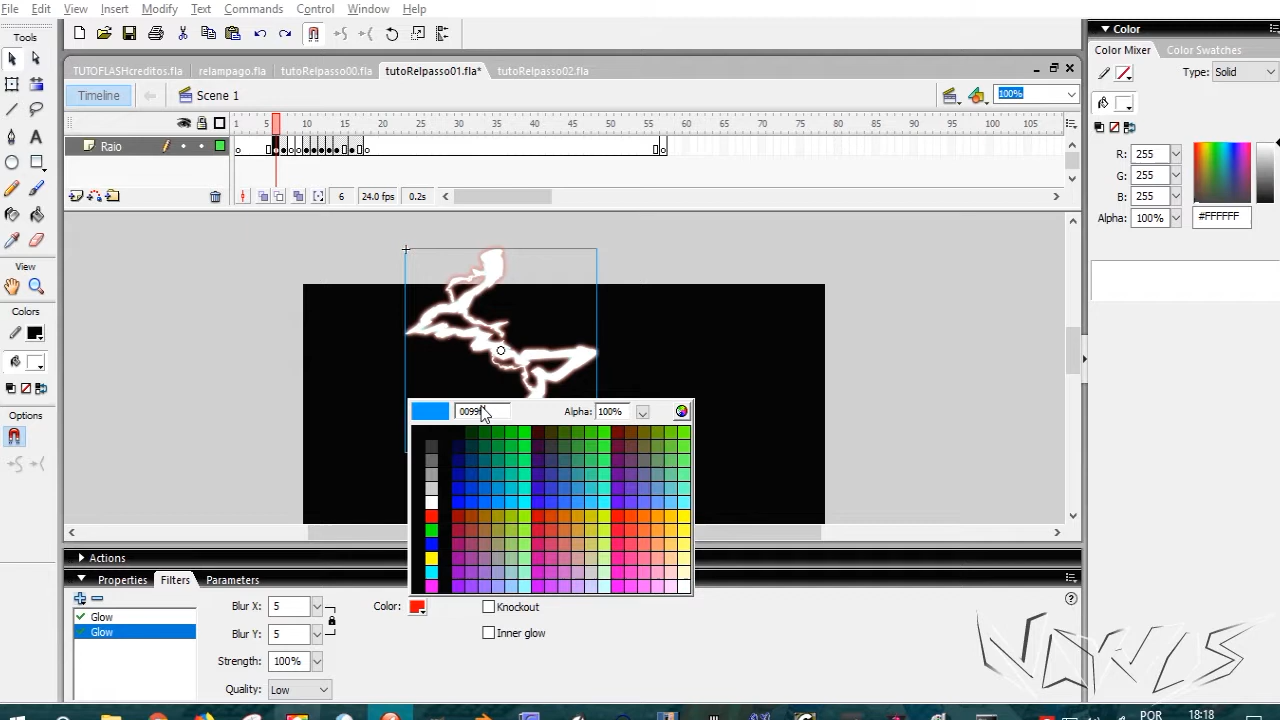 File Edit View Insert Modify Text Commands Control Window Help
Tools
View
Colors
Options
TUTOFLASHcreditos.fla relampago.fla tutoRelpasso00.fla tutoRelpasso01.fla* tutoRelpasso02.fla
Timeline Scene 1 100%
1 5 10 15 20 25 30 35 40 45 50 55 60 65 70 75 80 85 90 95 100 105
Raio
6 24.0 fps 0.2s
Color
Color Mixer Color Swatches
Type: Solid
R: 255
G: 255
B: 255
Alpha: 100% #FFFFFF
Alpha: 100%
Actions
Properties Filters Parameters
Glow
Glow
Blur X: 5
Blur Y: 5
Strength: 100%
Quality: Low
Color:
Knockout
Inner glow
POR 18:18